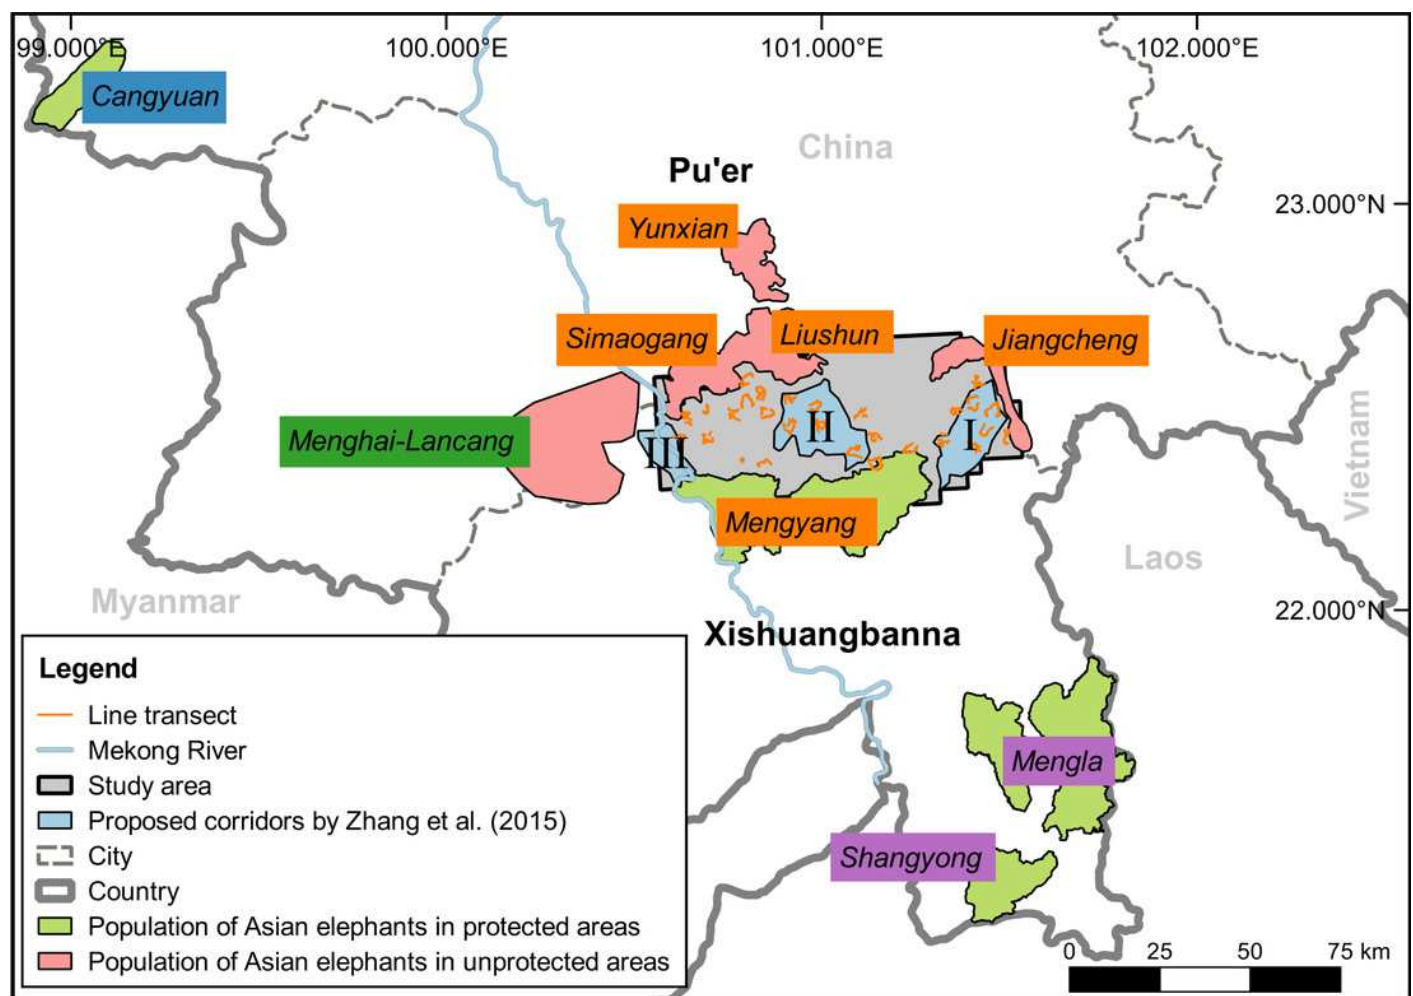 99.000°E
100.000°E
101.000°E
102.000°E
Cangyuan
China
Pu'er
23.000°N
Yunxian
Simaogang
Liushun
Jiangcheng
Menghai-Lancang
III
II
I
Mengyang
Vietnam
Laos
Myanmar
22.000°N
Xishuangbanna
Mengla
Shangyong
Legend
Line transect
Mekong River
Study area
Proposed corridors by Zhang et al. (2015)
City
Country
Population of Asian elephants in protected areas
Population of Asian elephants in unprotected areas
0 25 50 75 km